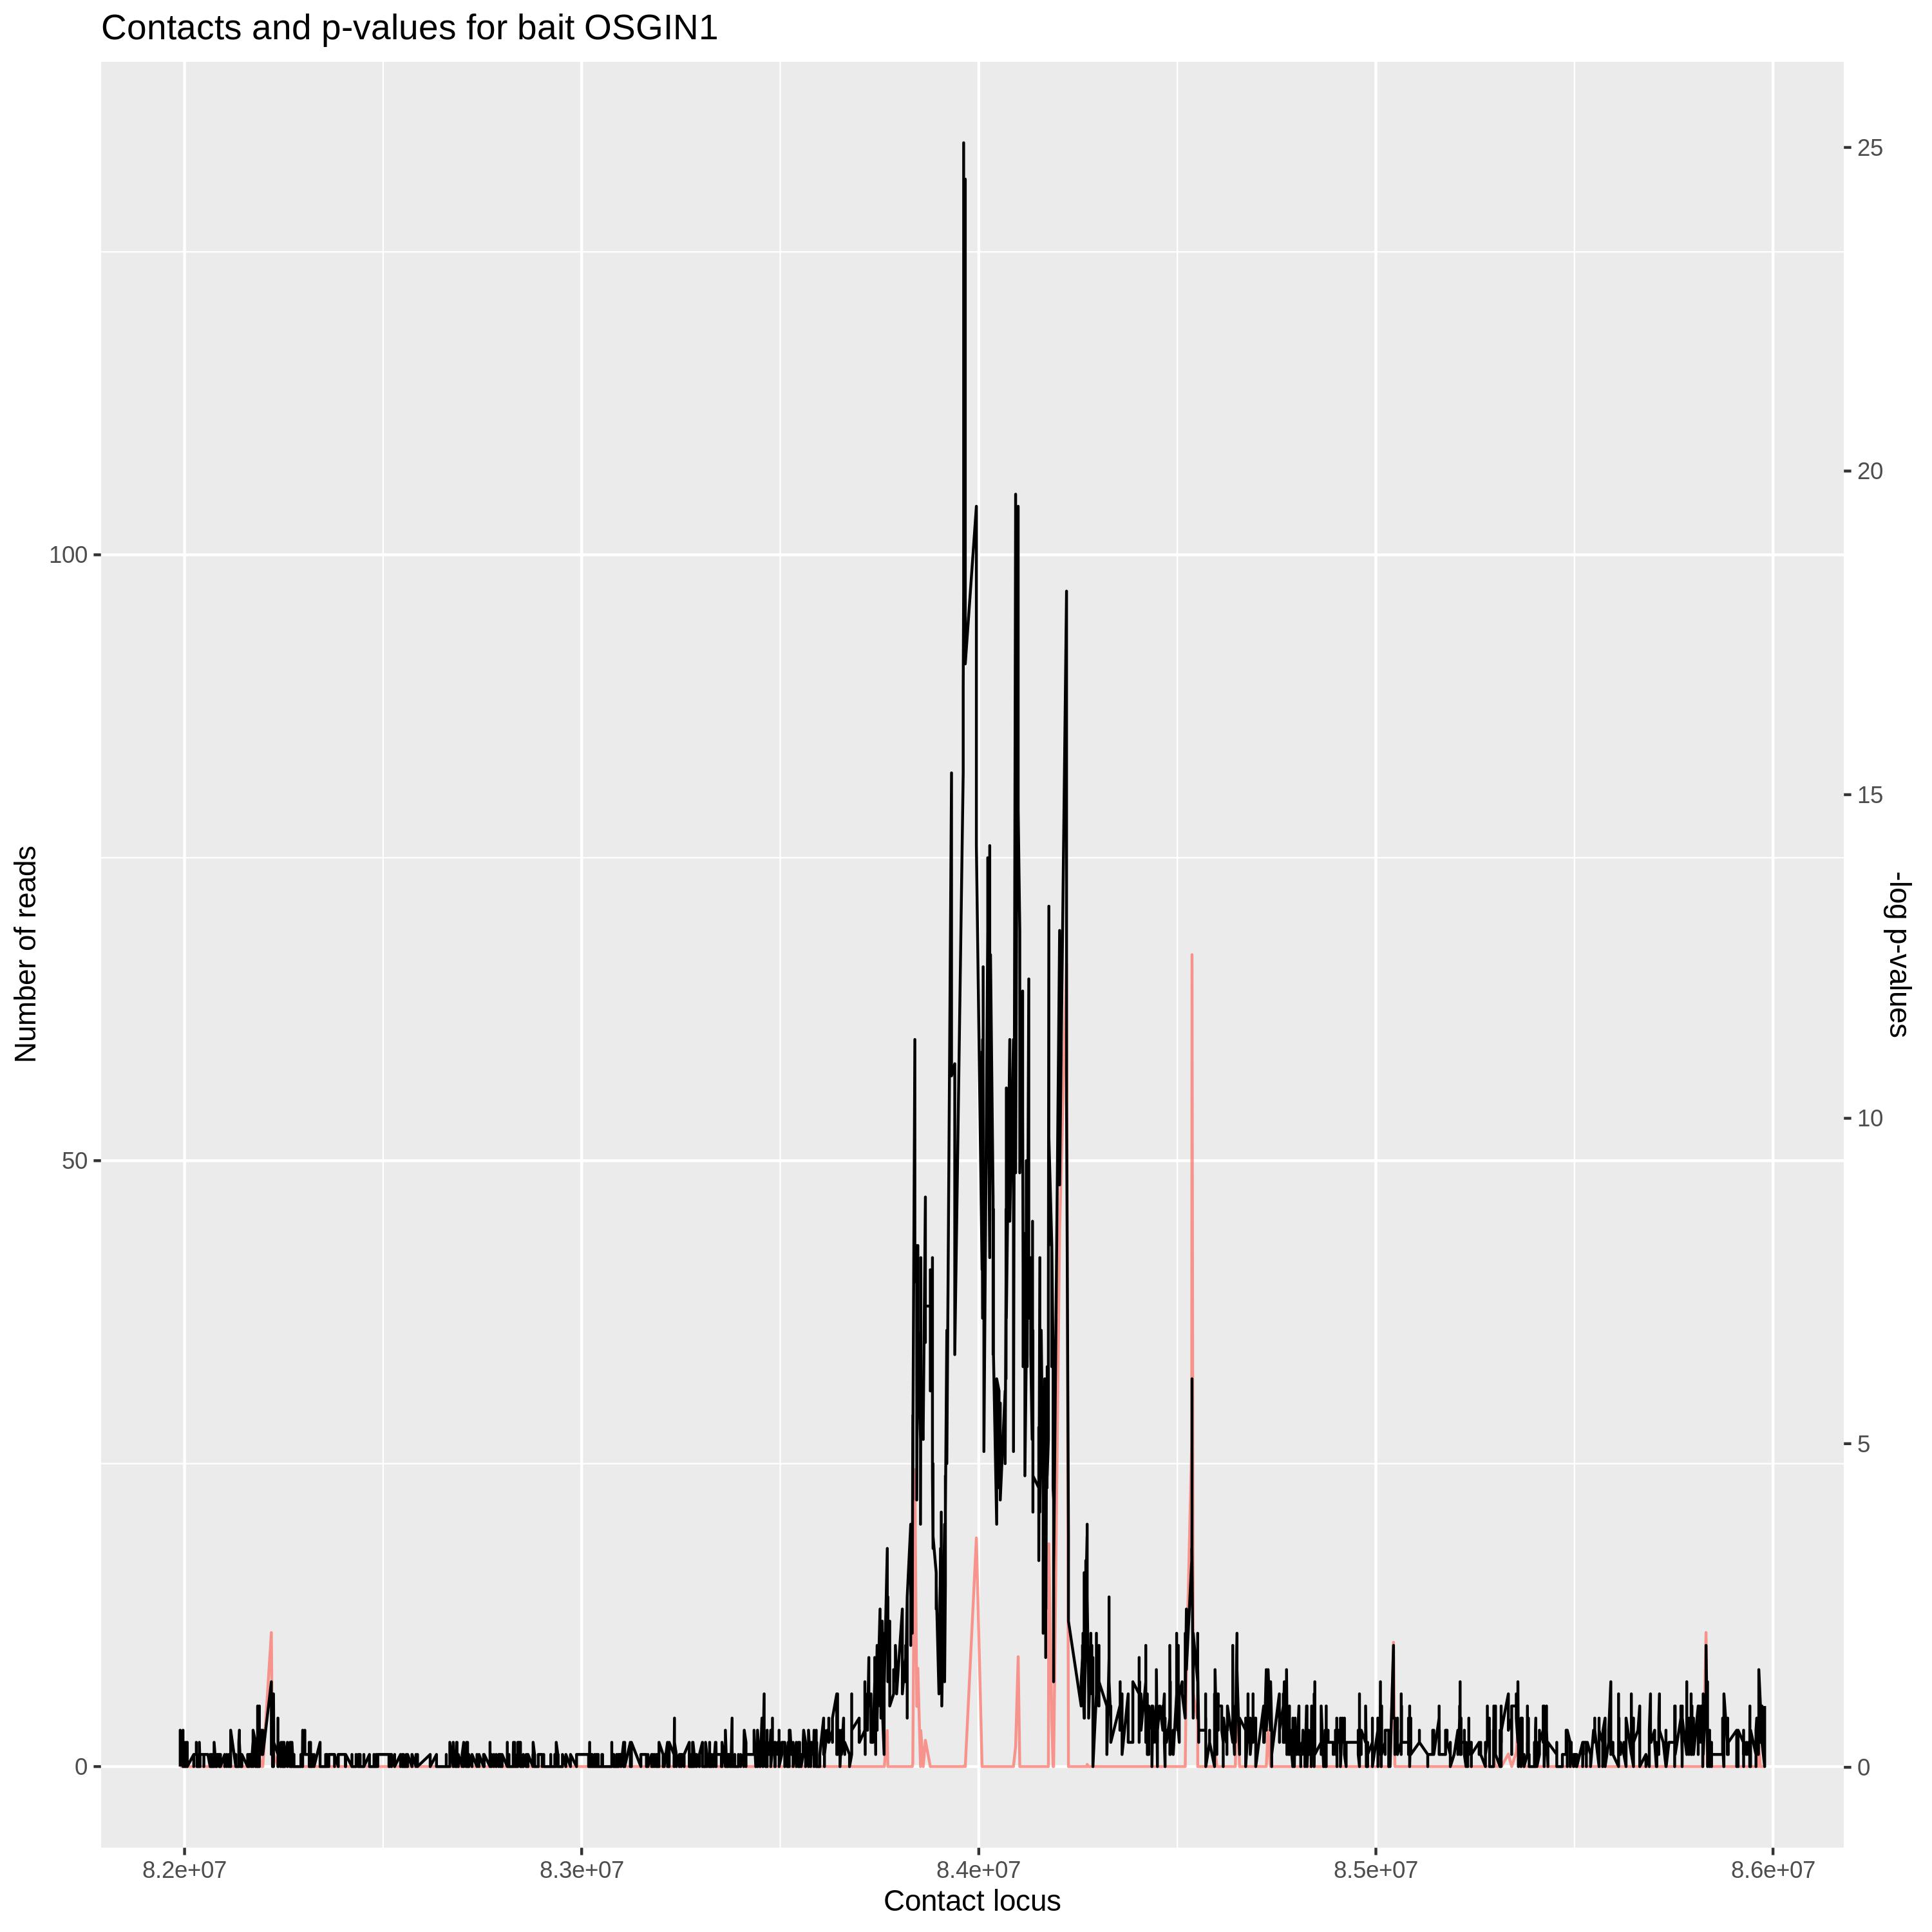 Contacts and p-values for bait OSGIN1
Number of reads
100
50
0
25
20
15
10
5
0
-log p-values
8.2e+07 8.3e+07 8.4e+07 8.5e+07 8.6e+07
Contact locus